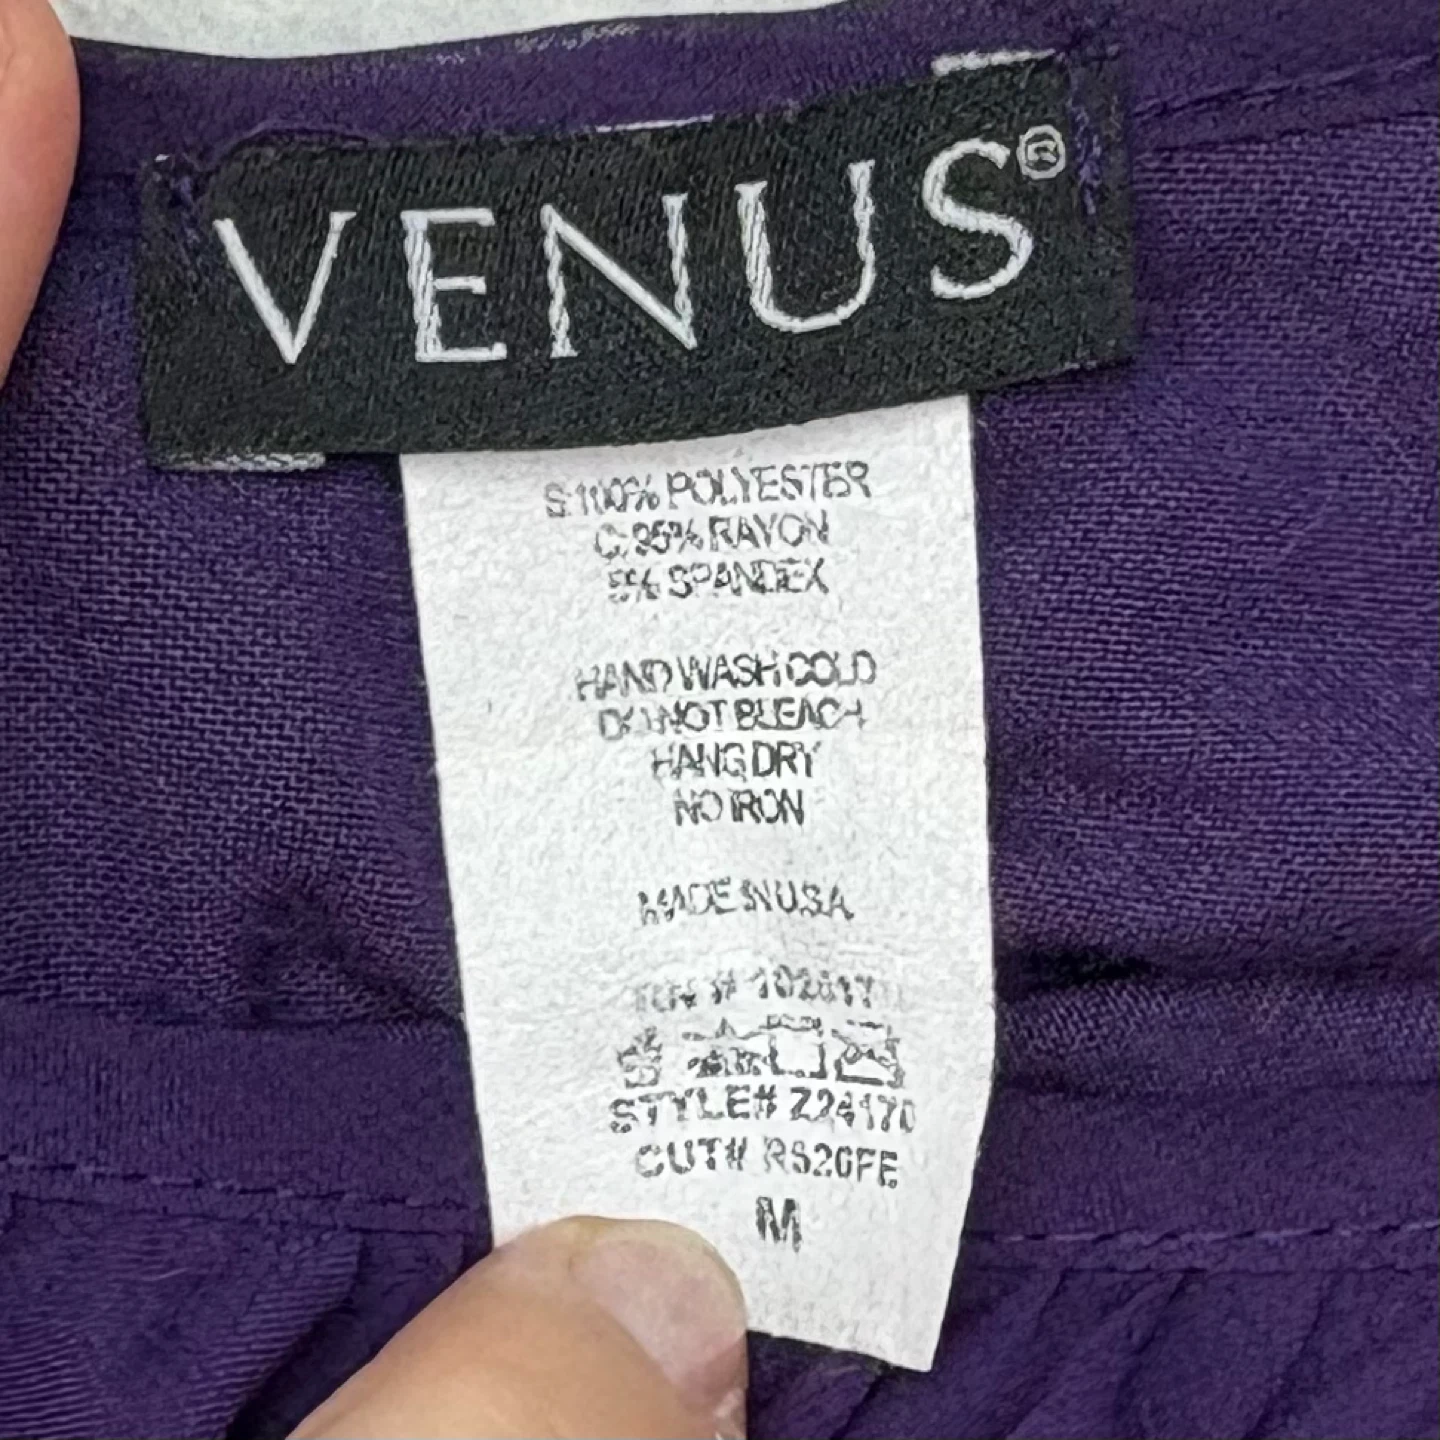 VENUS®
S:100% POLYESTER
C:95% RAYON
5% SPANDEX
HAND WASH COLD
DO NOT BLEACH
HANG DRY
NO IRON
MADE IN U.S.A.
STYLE# Z24170
CUT#
M